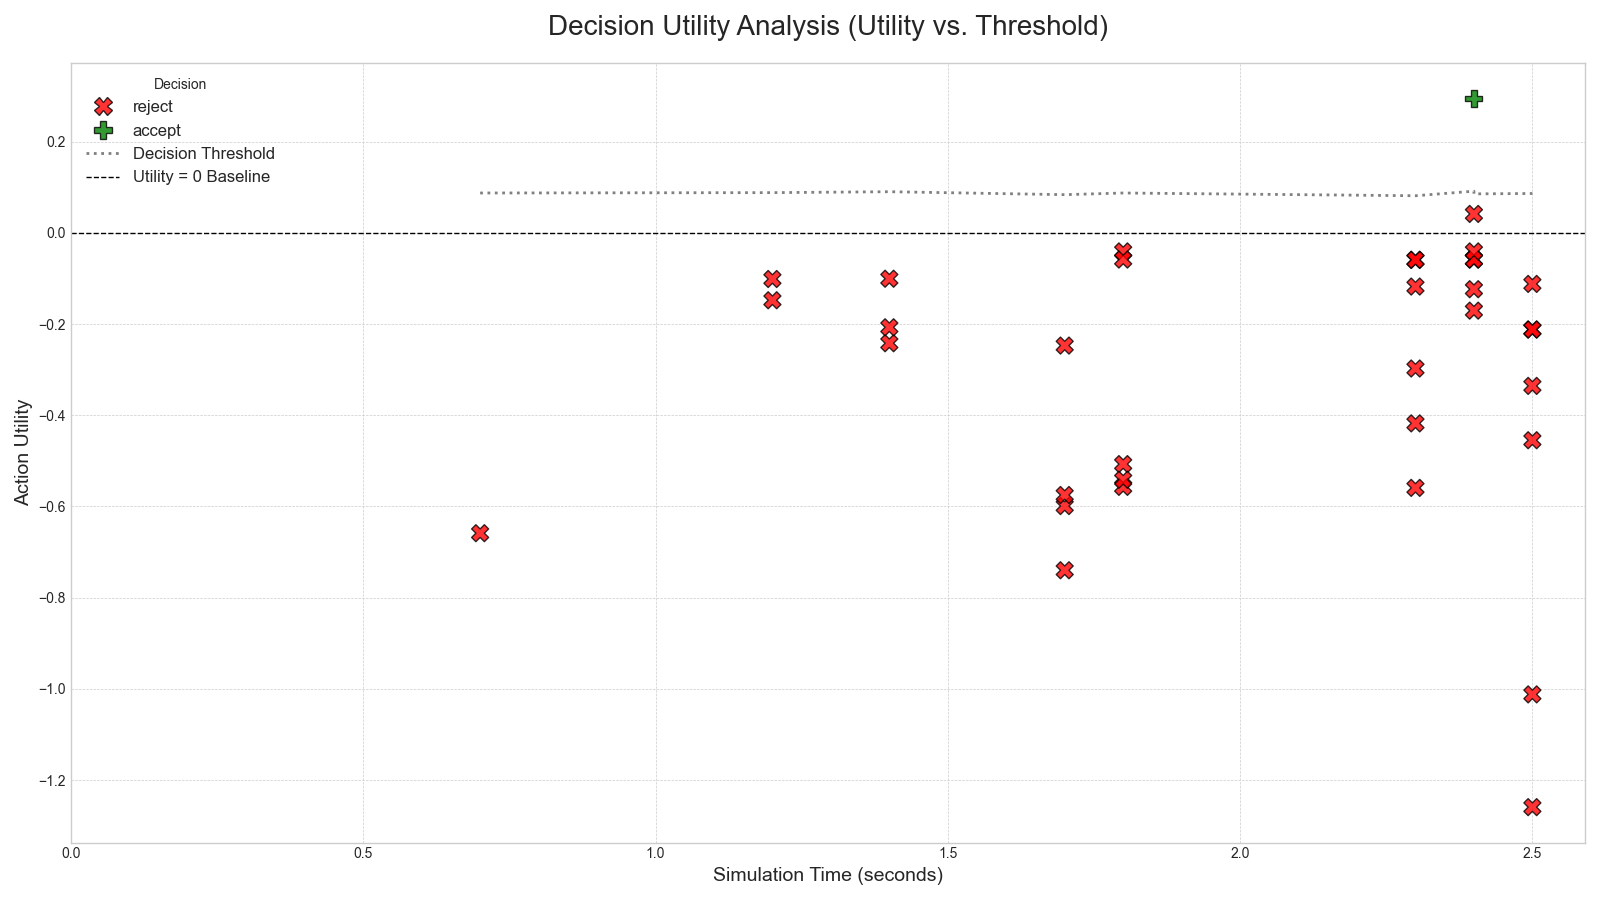 Decision Utility Analysis (Utility vs. Threshold)
Decision
reject
accept
Decision Threshold
Utility = 0 Baseline
Action Utility
0.2
0.0
−0.2
−0.4
−0.6
−0.8
−1.0
−1.2
0.0 0.5 1.0 1.5 2.0 2.5
Simulation Time (seconds)